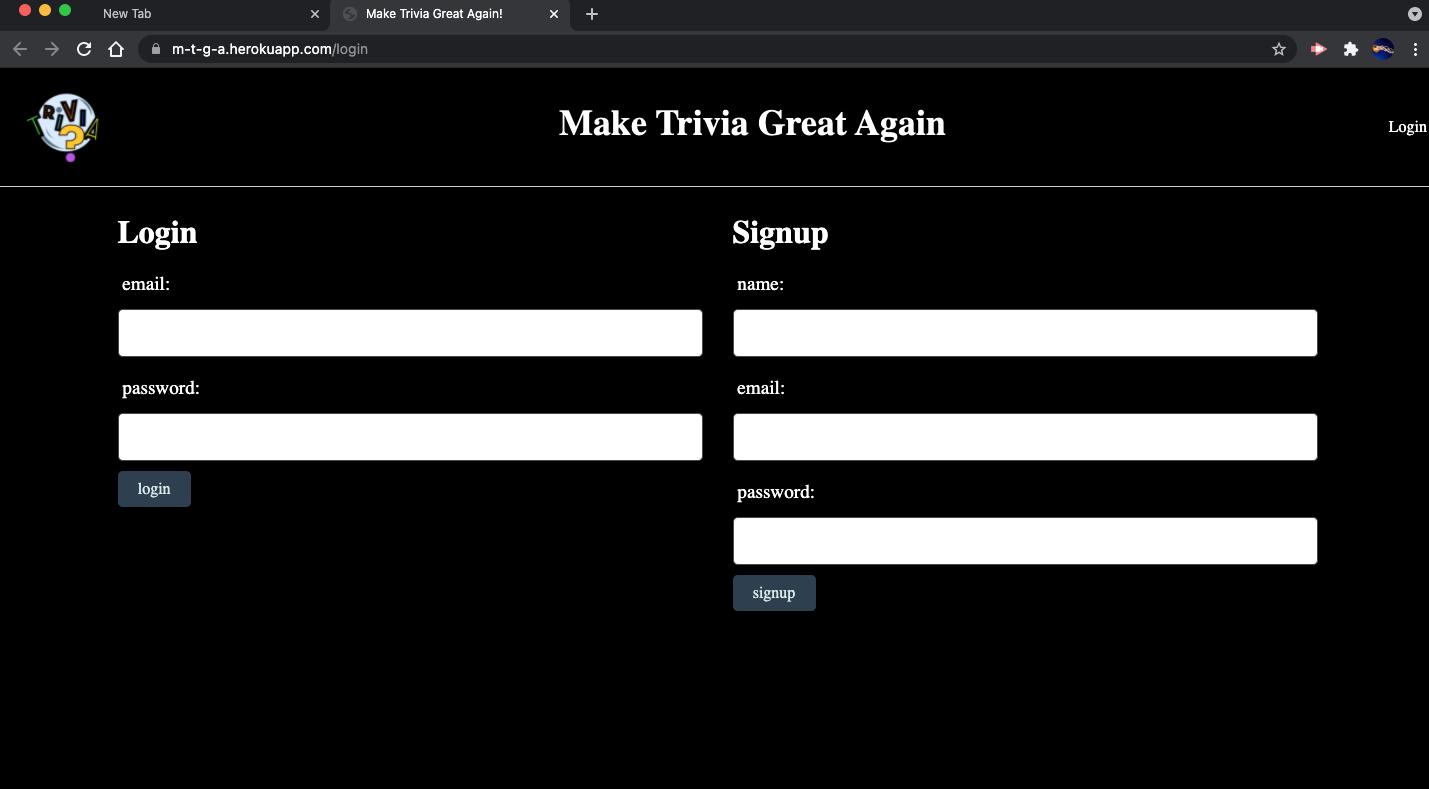 New Tab
Make Trivia Great Again!
m-t-g-a.herokuapp.com/login
TRIVIA?
Make Trivia Great Again
Login
Login
Signup
email:
name:
password:
email:
login
password:
signup